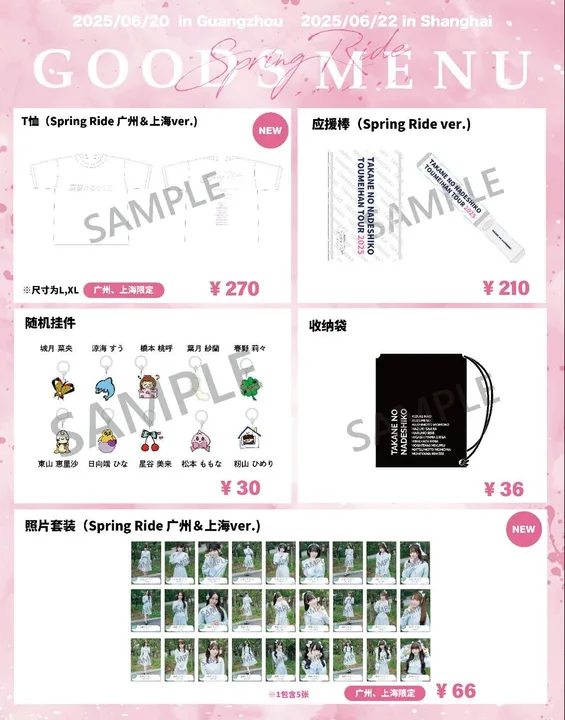 2025/06/20 in Guangzhou 2025/06/22 in Shanghai
GOODS MENU
Spring Ride
T恤（Spring Ride 广州＆上海ver.)
NEW
SAMPLE
※尺寸为L,XL
广州、上海限定
¥ 270
应援棒（Spring Ride ver.)
TAKANE NO NADESHIKO
TOUMEIHAN TOUR 2025
TAKANE NO NADESHIKO
TOUMEIHAN TOUR 2025
SAMPLE
¥ 210
随机挂件
城月 菜央 涼海 すう 橋本 桃呼 葉月 紗蘭 春野 莉々
SAMPLE
東山 恵里沙 日向端 ひな 星谷 美来 松本 ももな 籾山 ひめり
¥ 30
收纳袋
TAKANE NO
NADESHIKO
SAMPLE
¥ 36
照片套装（Spring Ride 广州＆上海ver.)
NEW
SAMPLE
※1包含5张
广州、上海限定
¥ 66